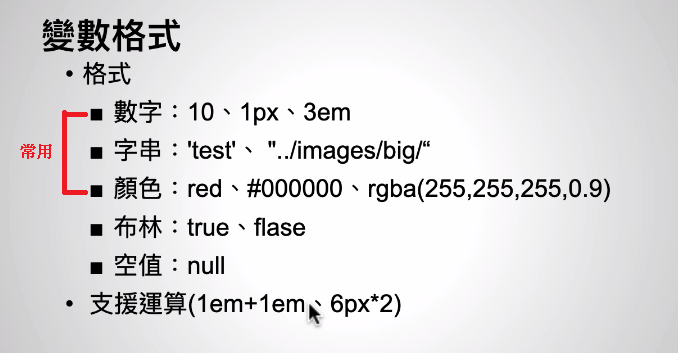 變數格式
• 格式
■ 數字：10、1px、3em
常用
■ 字串：'test'、 "../images/big/“
■ 顏色：red、#000000、rgba(255,255,255,0.9)
■ 布林：true、flase
■ 空值：null
• 支援運算(1em+1em、6px*2)